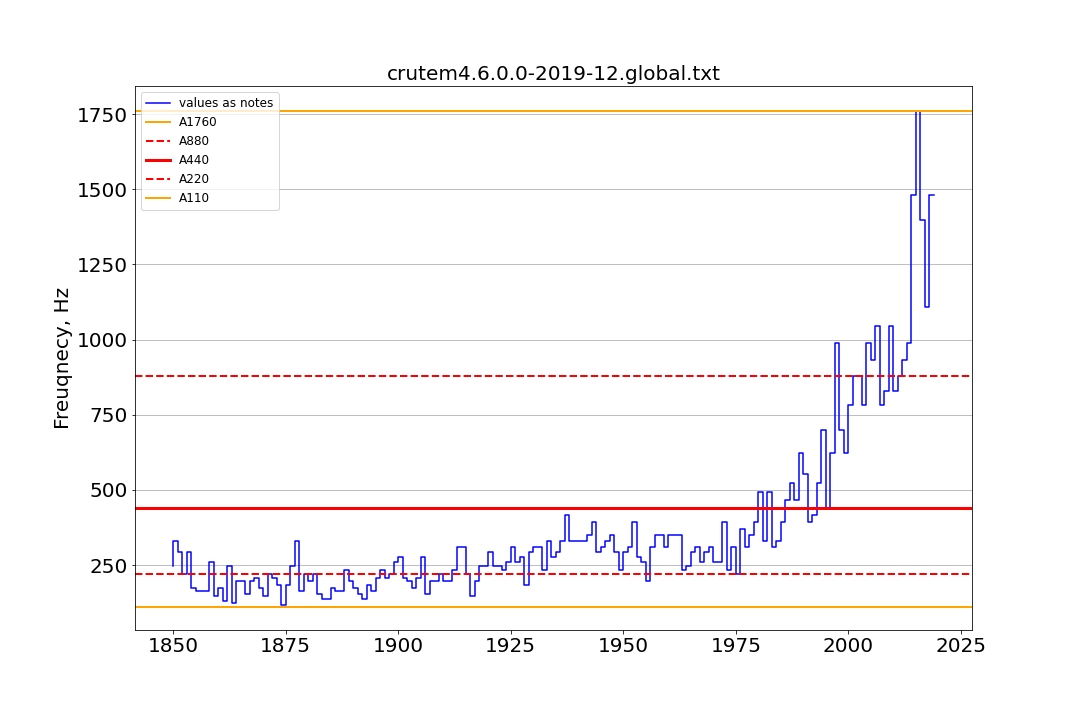 crutem4.6.0.0-2019-12.global.txt
values as notes
A1760
A880
A440
A220
A110
Freuqnecy, Hz
1750
1500
1250
1000
750
500
250
1850 1875 1900 1925 1950 1975 2000 2025